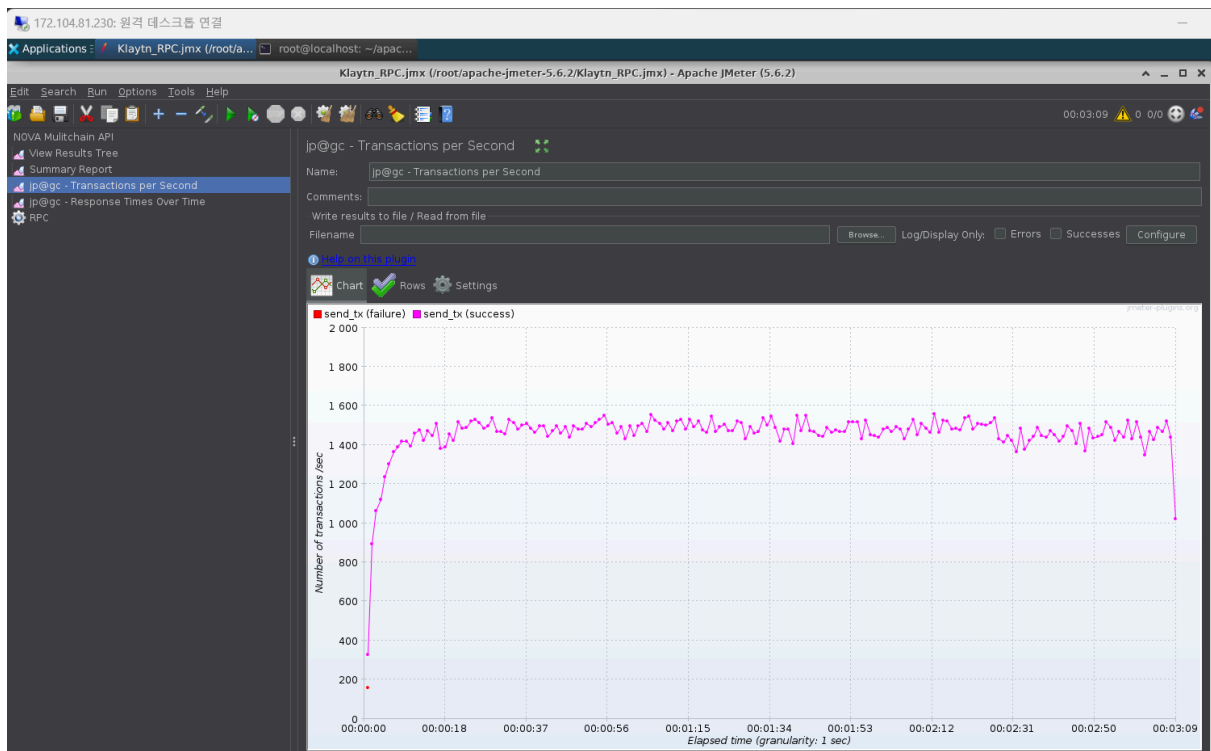 172.104.81.230: 원격 데스크톱 연결
Applications Klaytn_RPC.jmx (/root/a... root@localhost: ~/apac...
Klaytn_RPC.jmx (/root/apache-jmeter-5.6.2/Klaytn_RPC.jmx) - Apache JMeter (5.6.2)
Edit Search Run Options Tools Help
00:03:09 0 0/0
NOVA Mulitchain API
View Results Tree
Summary Report
jp@gc - Transactions per Second
jp@gc - Response Times Over Time
RPC
jp@gc - Transactions per Second
Name: jp@gc - Transactions per Second
Comments:
Write results to file / Read from file
Filename Browse... Log/Display Only: Errors Successes Configure
Help on this plugin
Chart Rows Settings
send_tx (failure) send_tx (success)
jmeter-plugins.org
2 000
1 800
1 600
1 400
1 200
1 000
800
600
400
200
0
Number of transactions /sec
00:00:00 00:00:18 00:00:37 00:00:56 00:01:15 00:01:34 00:01:53 00:02:12 00:02:31 00:02:50 00:03:09
Elapsed time (granularity: 1 sec)